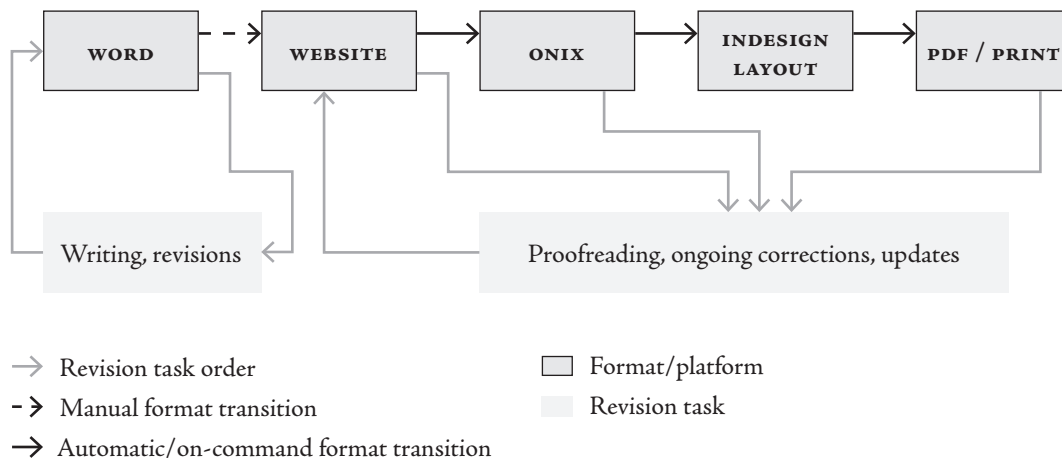 WORD
WEBSITE
ONIX
INDESIGN
LAYOUT
PDF / PRINT
Writing, revisions
Proofreading, ongoing corrections, updates
Revision task order
Manual format transition
Automatic/on-command format transition
Format/platform
Revision task